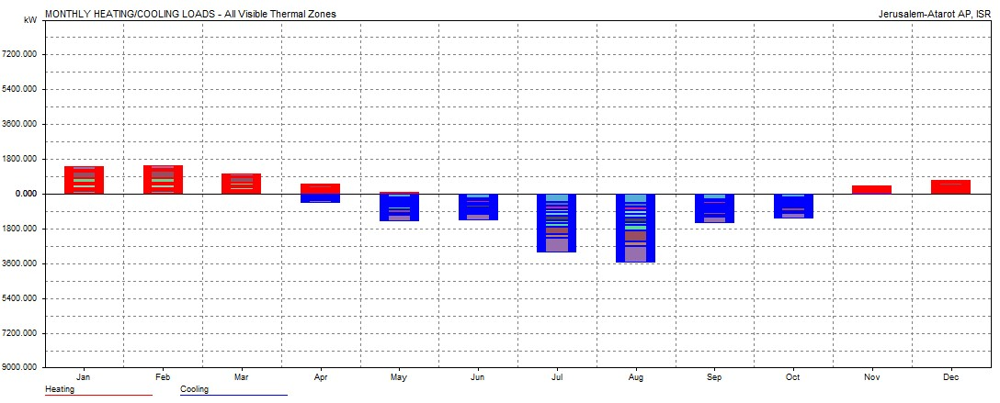 MONTHLY HEATING/COOLING LOADS - All Visible Thermal Zones
Jerusalem-Atarot AP, ISR
kW
7200.000
5400.000
3600.000
1800.000
0.000
1800.000
3600.000
5400.000
7200.000
9000.000
Jan Feb Mar Apr May Jun Jul Aug Sep Oct Nov Dec
Heating Cooling